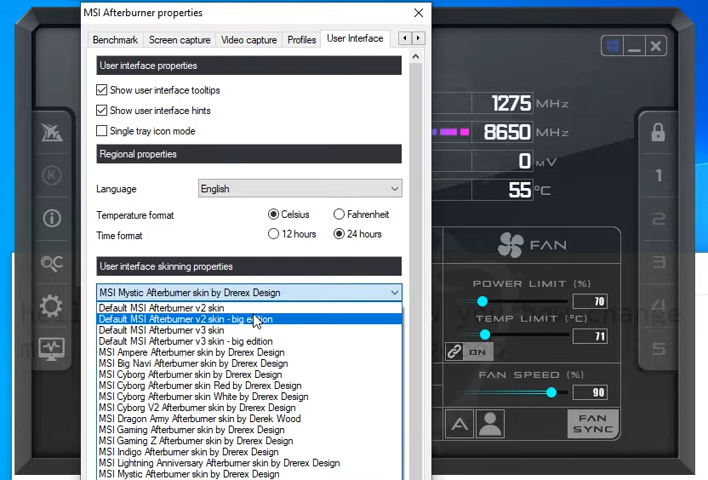 MSI Afterburner properties
Benchmark Screen capture Video capture Profiles User Interface
User interface properties
Show user interface tooltips
Show user interface hints
Single tray icon mode
Regional properties
Language English
Temperature format Celsius Fahrenheit
Time format 12 hours 24 hours
User interface skinning properties
MSI Mystic Afterburner skin by Drerex Design
Default MSI Afterburner v2 skin
Default MSI Afterburner v2 skin - big edition
Default MSI Afterburner v3 skin
Default MSI Afterburner v3 skin - big edition
MSI Ampere Afterburner skin by Drerex Design
MSI Big Navi Afterburner skin by Drerex Design
MSI Cyborg Afterburner skin by Drerex Design
MSI Cyborg Afterburner skin Red by Drerex Design
MSI Cyborg Afterburner skin White by Drerex Design
MSI Cyborg V2 Afterburner skin by Drerex Design
MSI Dragon Army Afterburner skin by Derek Wood
MSI Gaming Afterburner skin by Drerex Design
MSI Gaming Z Afterburner skin by Drerex Design
MSI Indigo Afterburner skin by Drerex Design
MSI Lightning Anniversary Afterburner skin by Drerex Design
MSI Mystic Afterburner skin by Drerex Design
1275 MHz
8650 MHz
0 mV
55 °C
FAN
POWER LIMIT (%)
70
TEMP LIMIT (°C)
71
ON
FAN SPEED (%)
90
A
FAN
SYNC
K
i
OC
1
2
3
4
5